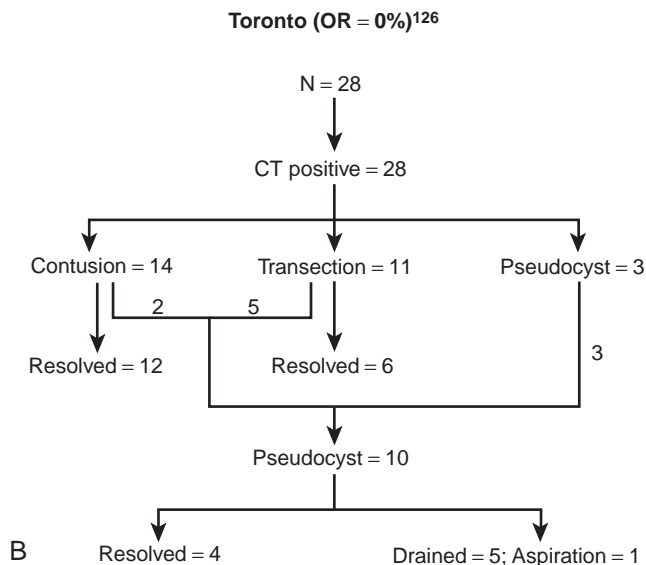 Toronto (OR = 0%)126
N = 28
CT positive = 28
Contusion = 14 Transection = 11 Pseudocyst = 3
2 5
Resolved = 12 Resolved = 6 3
Pseudocyst = 10
B Resolved = 4 Drained = 5; Aspiration = 1